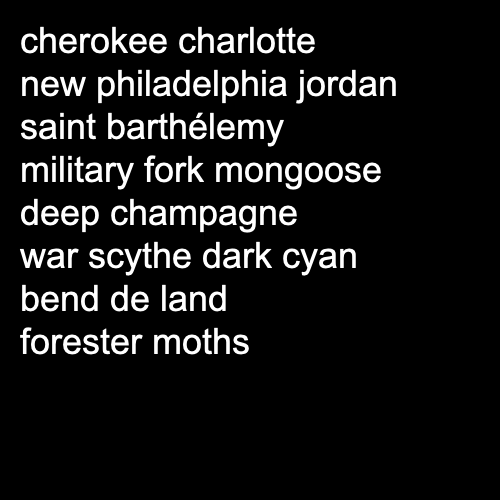 cherokee charlotte
new philadelphia jordan
saint barthélemy
military fork mongoose
deep champagne
war scythe dark cyan
bend de land
forester moths